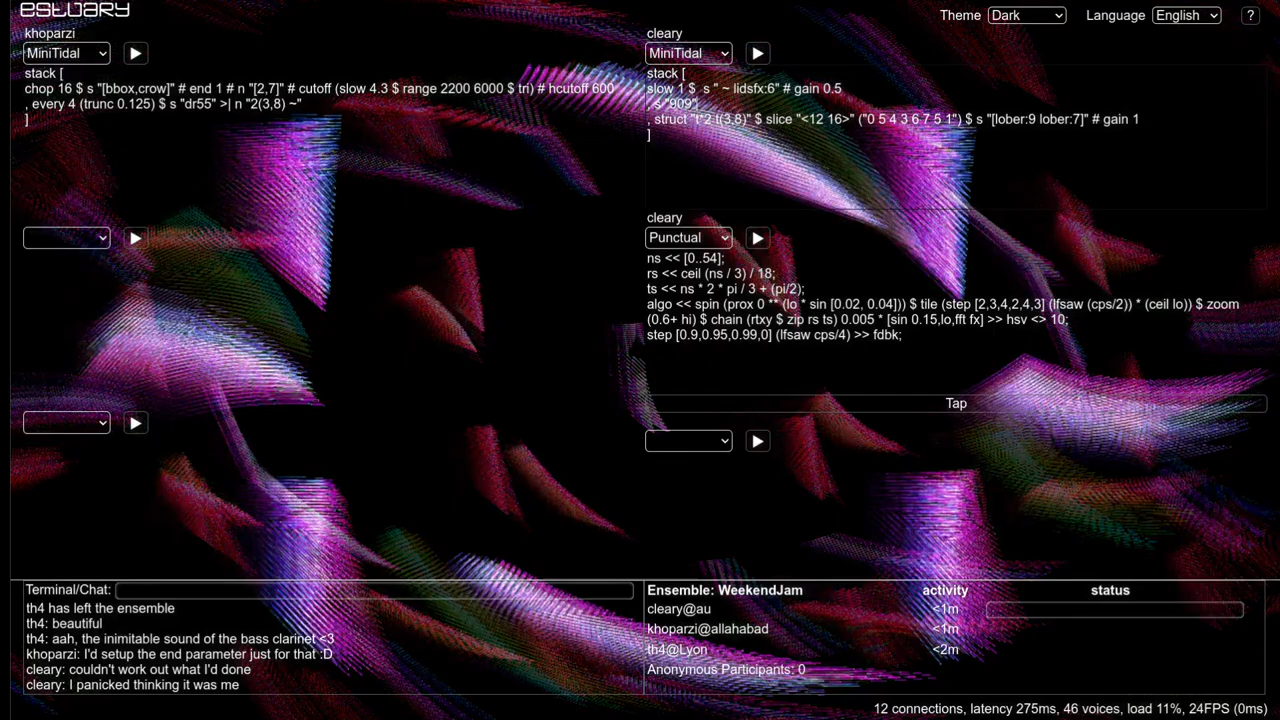 estuary
Theme Dark Language English ?
khoparzi
MiniTidal
stack [
chop 16 $ s "[bbox,crow]" # end 1 # n "[2,7]" # cutoff (slow 4.3 $ range 2200 6000 $ tri) # hcutoff 600
, every 4 (trunc 0.125) $ s "dr55" >| n "2(3,8) ~"
]
cleary
MiniTidal
stack [
slow 1 $  s " ~ lidsfx:6" # gain 0.5
, s "909"
, struct "t*2 t(3,8)" $ slice "<12 16>" ("0 5 4 3 6 7 5 1") $ s "[lober:9 lober:7]" # gain 1
]
cleary
Punctual
ns << [0..54];
rs << ceil (ns / 3) / 18;
ts << ns * 2 * pi / 3 + (pi/2);
algo << spin (prox 0 ** (lo * sin [0.02, 0.04])) $ tile (step [2,3,4,2,4,3] (lfsaw (cps/2)) * (ceil lo)) $ zoom
(0.6+ hi) $ chain (rtxy $ zip rs ts) 0.005 * [sin 0.15,lo,fft fx] >> hsv <> 10;
step [0.9,0.95,0.99,0] (lfsaw cps/4) >> fdbk;
Tap
Terminal/Chat:
th4 has left the ensemble
th4: beautiful
th4: aah, the inimitable sound of the bass clarinet <3
khoparzi: I'd setup the end parameter just for that :D
cleary: couldn't work out what I'd done
cleary: I panicked thinking it was me
Ensemble: WeekendJam activity status
cleary@au <1m
khoparzi@allahabad <1m
th4@Lyon <2m
Anonymous Participants: 0
12 connections, latency 275ms, 46 voices, load 11%, 24FPS (0ms)